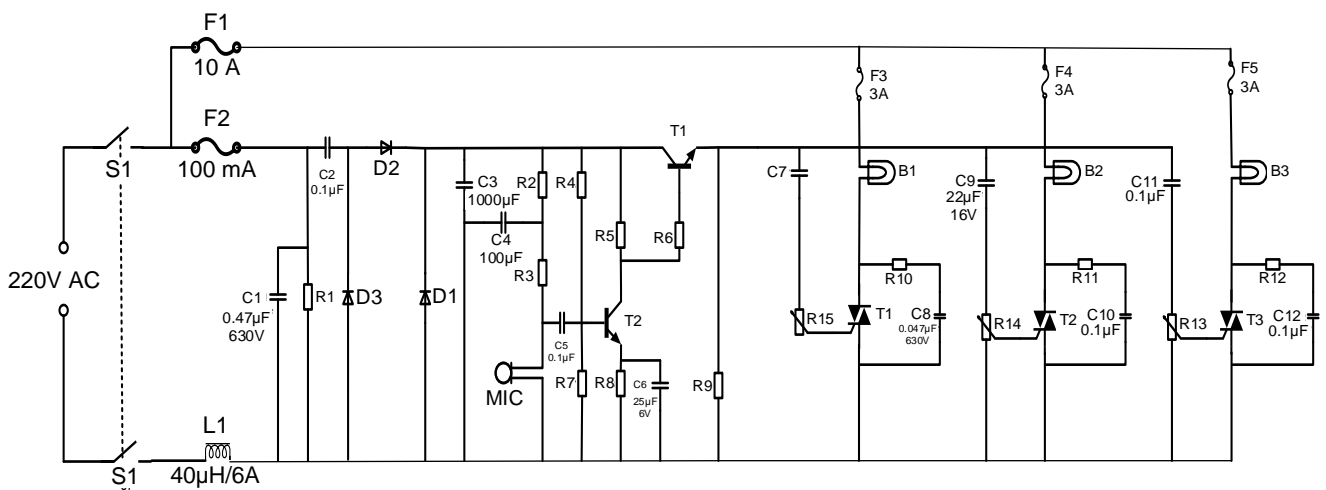 F1
10 A
F2
100 mA
S1
220V AC
S1
L1
40µH/6A
C1
0.47µF
630V
R1
C2
0.1µF
D2
D3
D1
C3
1000µF
C4
100µF
R2
R3
R4
C5
0.1µF
MIC
R5
R6
T1
T2
R7
R8
C6
25µF
6V
R9
C7
R15
F3
3A
B1
R10
T1
C8
0.047µF
630V
C9
22µF
16V
R14
F4
3A
B2
R11
T2
C10
0.1µF
C11
0.1µF
R13
F5
3A
B3
R12
T3
C12
0.1µF